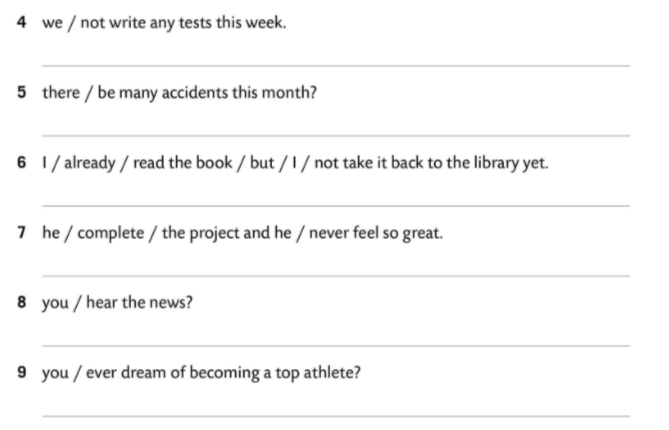 4 we / not write any tests this week.
5 there / be many accidents this month?
6 I / already / read the book / but / I / not take it back to the library yet.
7 he / complete / the project and he / never feel so great.
8 you / hear the news?
9 you / ever dream of becoming a top athlete?